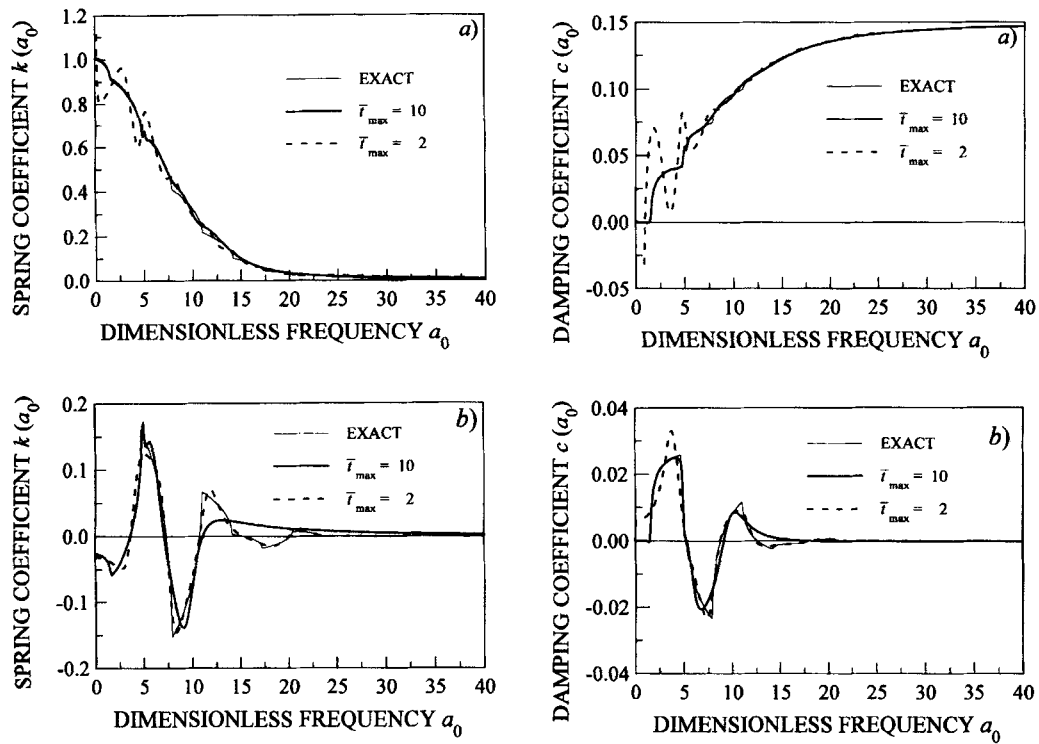 SPRING COEFFICIENT k (a0)
1.2
1.0
0.8
0.6
0.4
0.2
0.0
a)
EXACT
t̄max = 10
t̄max = 2
0 5 10 15 20 25 30 35 40
DIMENSIONLESS FREQUENCY a0
DAMPING COEFFICIENT c (a0)
0.15
0.10
0.05
0.00
-0.05
a)
EXACT
t̄max = 10
t̄max = 2
0 5 10 15 20 25 30 35 40
DIMENSIONLESS FREQUENCY a0
SPRING COEFFICIENT k (a0)
0.2
0.1
0.0
-0.1
-0.2
b)
EXACT
t̄max = 10
t̄max = 2
0 5 10 15 20 25 30 35 40
DIMENSIONLESS FREQUENCY a0
DAMPING COEFFICIENT c (a0)
0.04
0.02
0.00
-0.02
-0.04
b)
EXACT
t̄max = 10
t̄max = 2
0 5 10 15 20 25 30 35 40
DIMENSIONLESS FREQUENCY a0